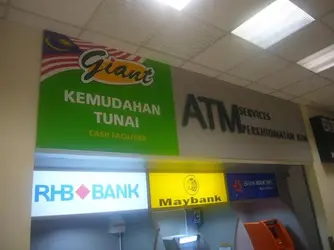 Giant
KEMUDAHAN
TUNAI
CASH FACILITIES
ATM SERVICES
PERKHIDMATAN ATM
RHB BANK
Maybank